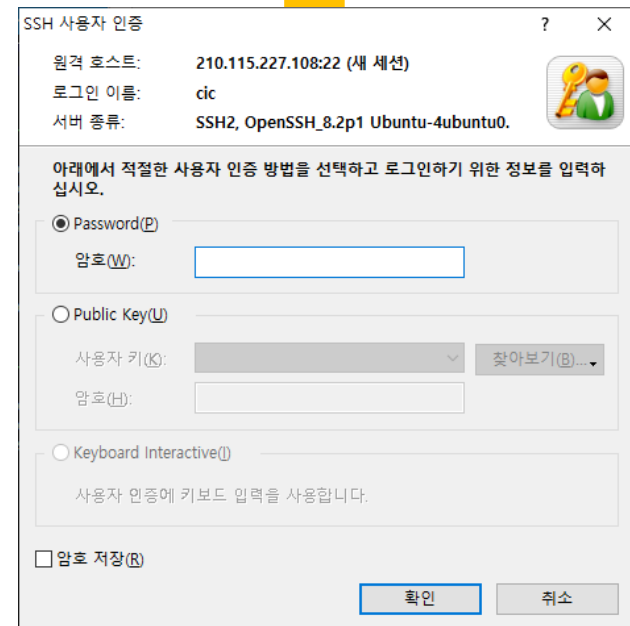 SSH 사용자 인증
원격 호스트: 210.115.227.108:22 (새 세션)
로그인 이름: cic
서버 종류: SSH2, OpenSSH_8.2p1 Ubuntu-4ubuntu0.
아래에서 적절한 사용자 인증 방법을 선택하고 로그인하기 위한 정보를 입력하
십시오.
Password(P)
암호(W):
Public Key(U)
사용자 키(K): 찾아보기(B)...
암호(H):
Keyboard Interactive(I)
사용자 인증에 키보드 입력을 사용합니다.
암호 저장(R)
확인 취소